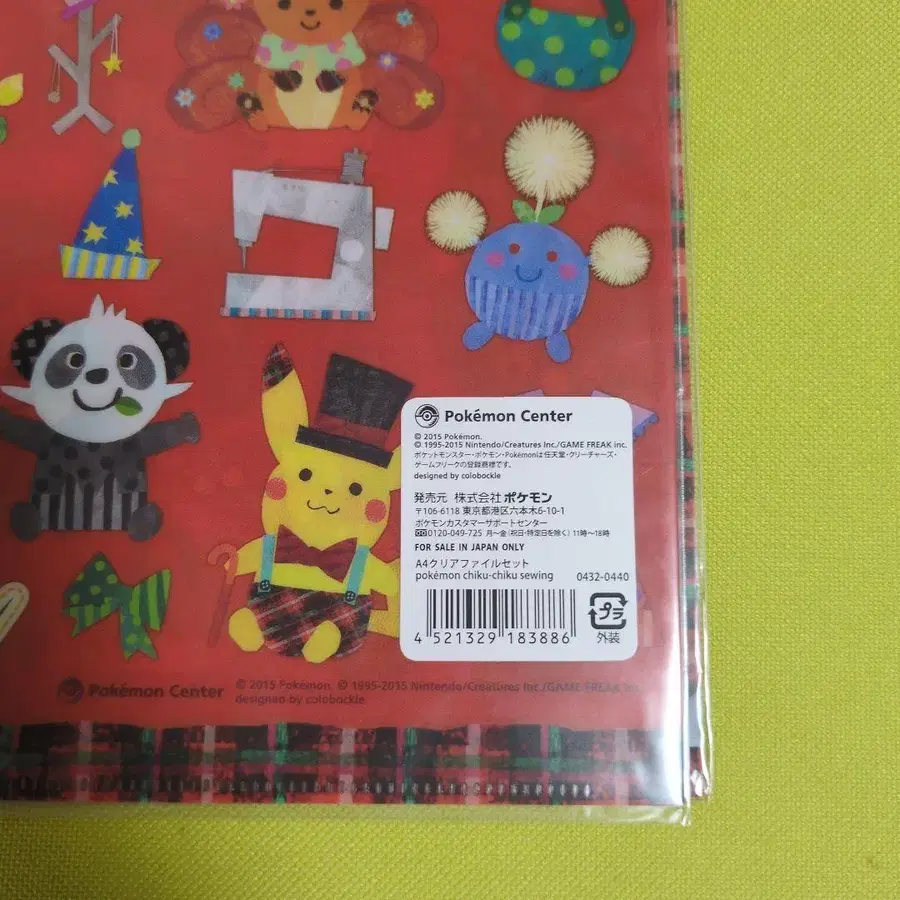 Pokémon Center
© 2015 Pokémon.
© 1995-2015 Nintendo/Creatures Inc./GAME FREAK inc.
ポケットモンスター・ポケモン・Pokémonは任天堂・クリーチャーズ・
ゲームフリークの登録商標です。
designed by colobockle
発売元 株式会社ポケモン
〒106-6118 東京都港区六本木6-10-1
ポケモンカスタマーサポートセンター
0120-049-725 月〜金(祝日・特定日を除く) 11時〜18時
FOR SALE IN JAPAN ONLY
A4クリアファイルセット
pokémon chiku-chiku sewing 0432-0440
4 521329 183886
プラ
外装
Pokémon Center © 2015 Pokémon. © 1995-2015 Nintendo/Creatures Inc./GAME FREAK inc.
designed by colobockle